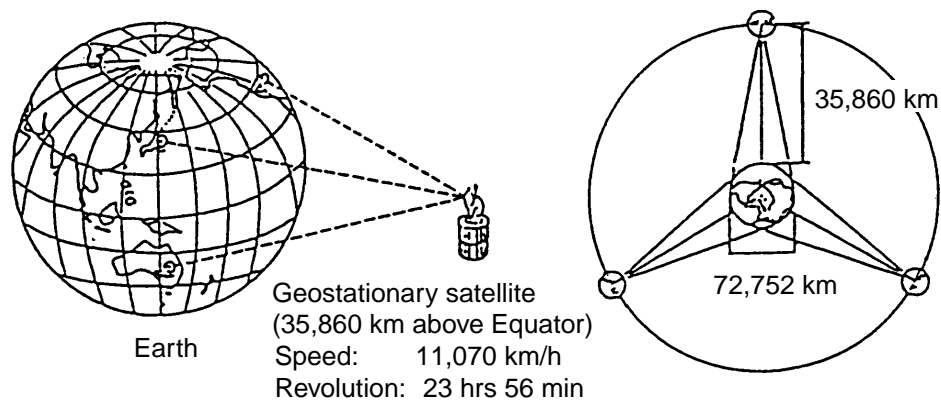 Earth
Geostationary satellite
(35,860 km above Equator)
Speed: 11,070 km/h
Revolution: 23 hrs 56 min
35,860 km
72,752 km